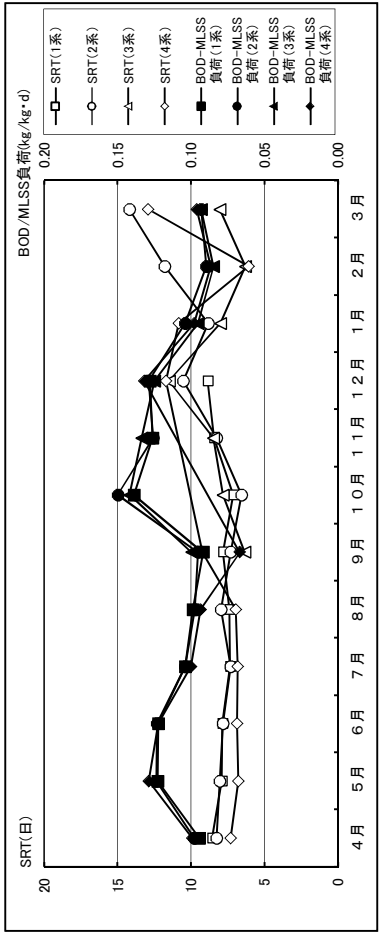 SRT(日)
BOD/MLSS負荷(kg/kg・d)
20
15
10
5
0
0.20
0.15
0.10
0.05
0.00
4月
5月
6月
7月
8月
9月
10月
11月
12月
1月
2月
3月
SRT(1系)
SRT(2系)
SRT(3系)
SRT(4系)
BOD-MLSS
負荷(1系)
BOD-MLSS
負荷(2系)
BOD-MLSS
負荷(3系)
BOD-MLSS
負荷(4系)